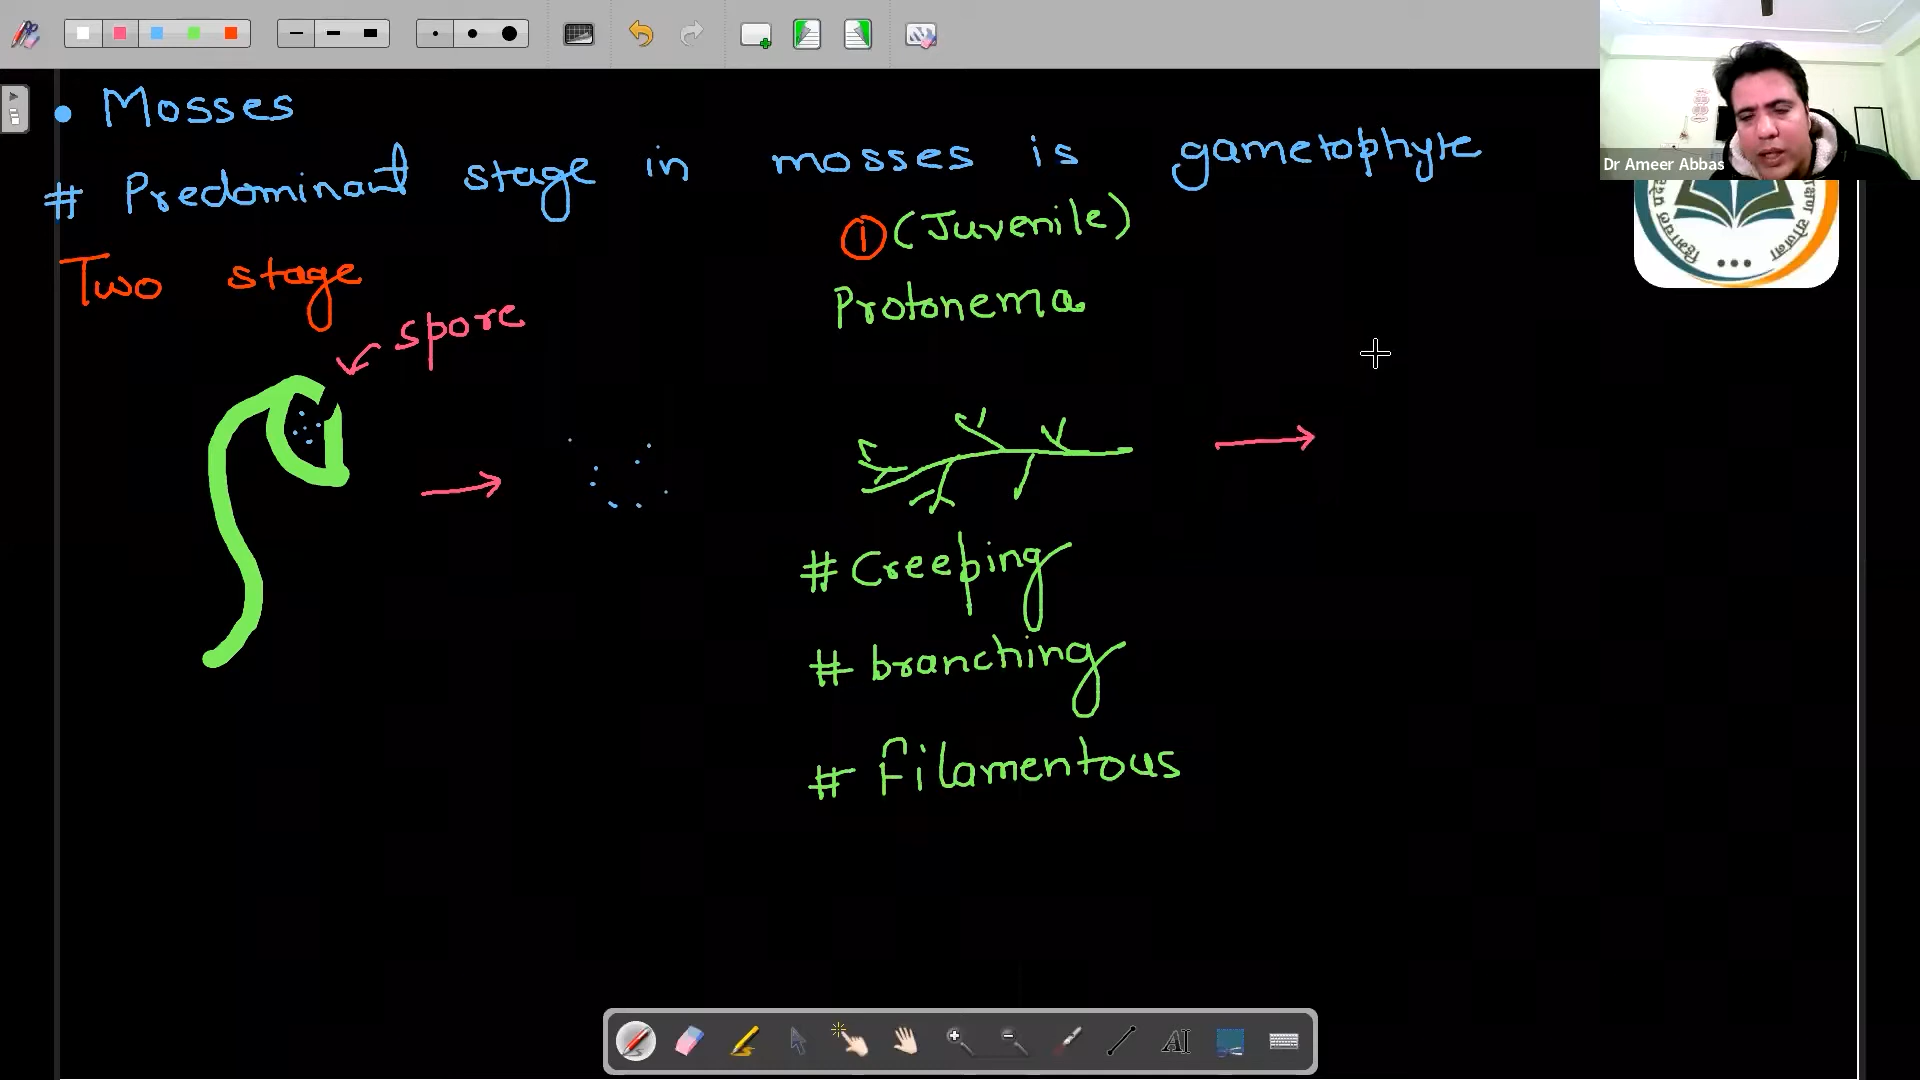 • Mosses
# Predominant stage in mosses is gametophyte
Two stage
① (Juvenile)
Protonema
spore
# Creeping
# branching
# filamentous
Dr Ameer Abbas